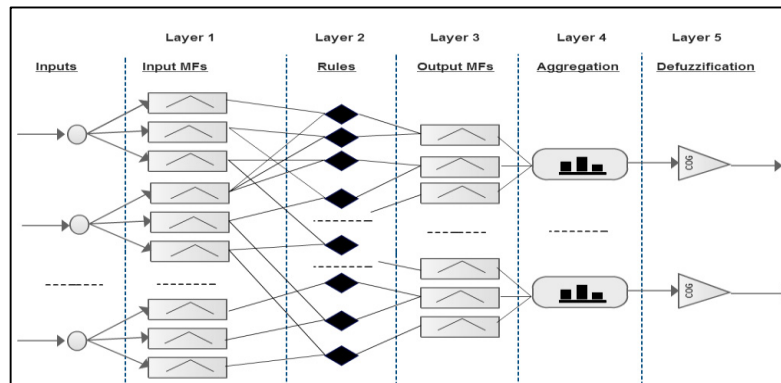 Layer 1 Layer 2 Layer 3 Layer 4 Layer 5
Inputs Input MFs Rules Output MFs Aggregation Defuzzification
COG
COG